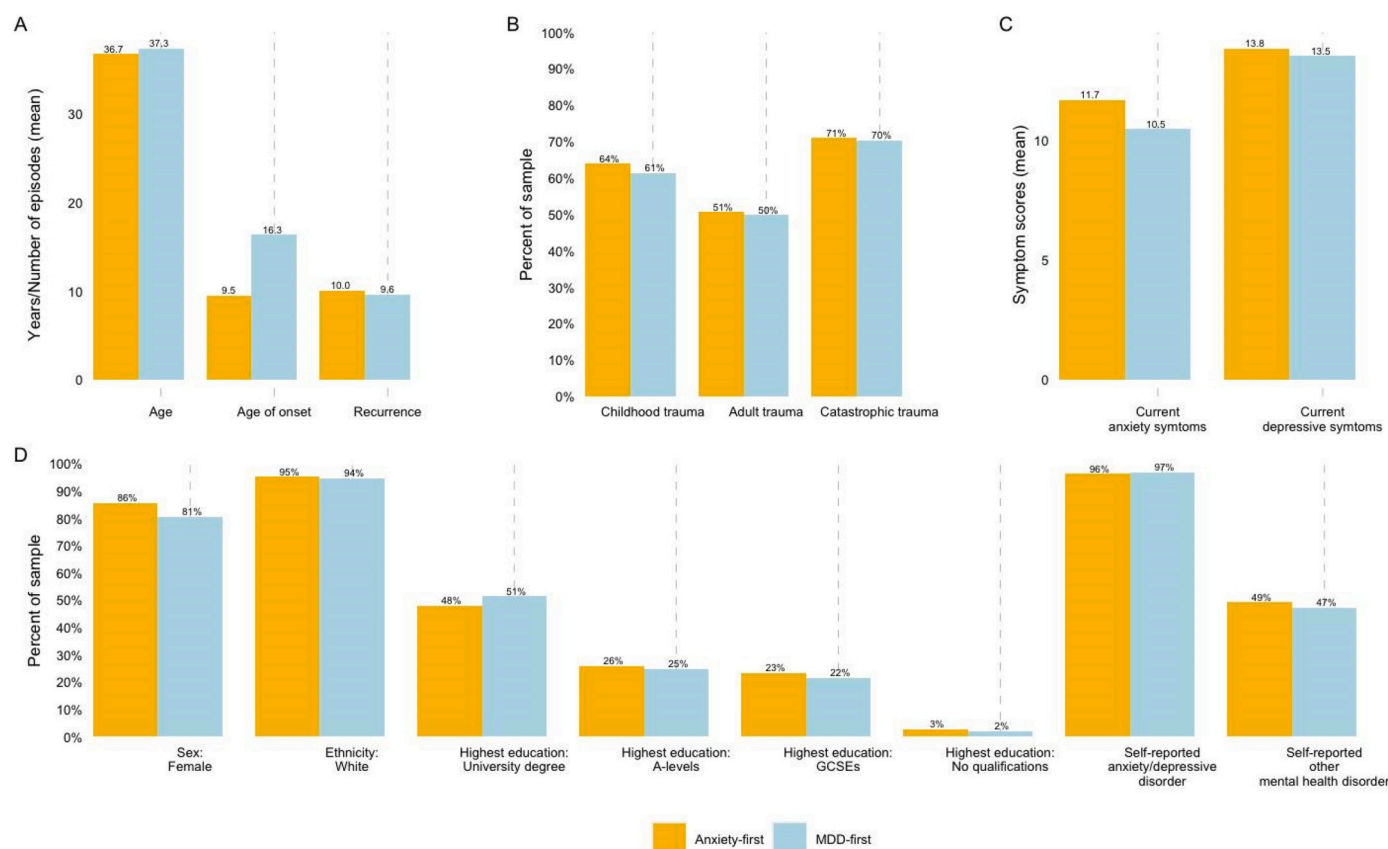 A
Years/Number of episodes (mean)
30
20
10
0
36.7
37.3
9.5
16.3
10.0
9.6
Age
Age of onset
Recurrence
B
Percent of sample
100%
90%
80%
70%
60%
50%
40%
30%
20%
10%
0%
64%
61%
51%
50%
71%
70%
Childhood trauma
Adult trauma
Catastrophic trauma
C
Symptom scores (mean)
10
5
0
11.7
10.5
13.8
13.5
Current
anxiety symtoms
Current
depressive symtoms
D
Percent of sample
100%
90%
80%
70%
60%
50%
40%
30%
20%
10%
0%
86%
81%
95%
94%
48%
51%
26%
25%
23%
22%
3%
2%
96%
97%
49%
47%
Sex:
Female
Ethnicity:
White
Highest education:
University degree
Highest education:
A-levels
Highest education:
GCSEs
Highest education:
No qualifications
Self-reported
anxiety/depressive
disorder
Self-reported
other
mental health disorder
Anxiety-first
MDD-first